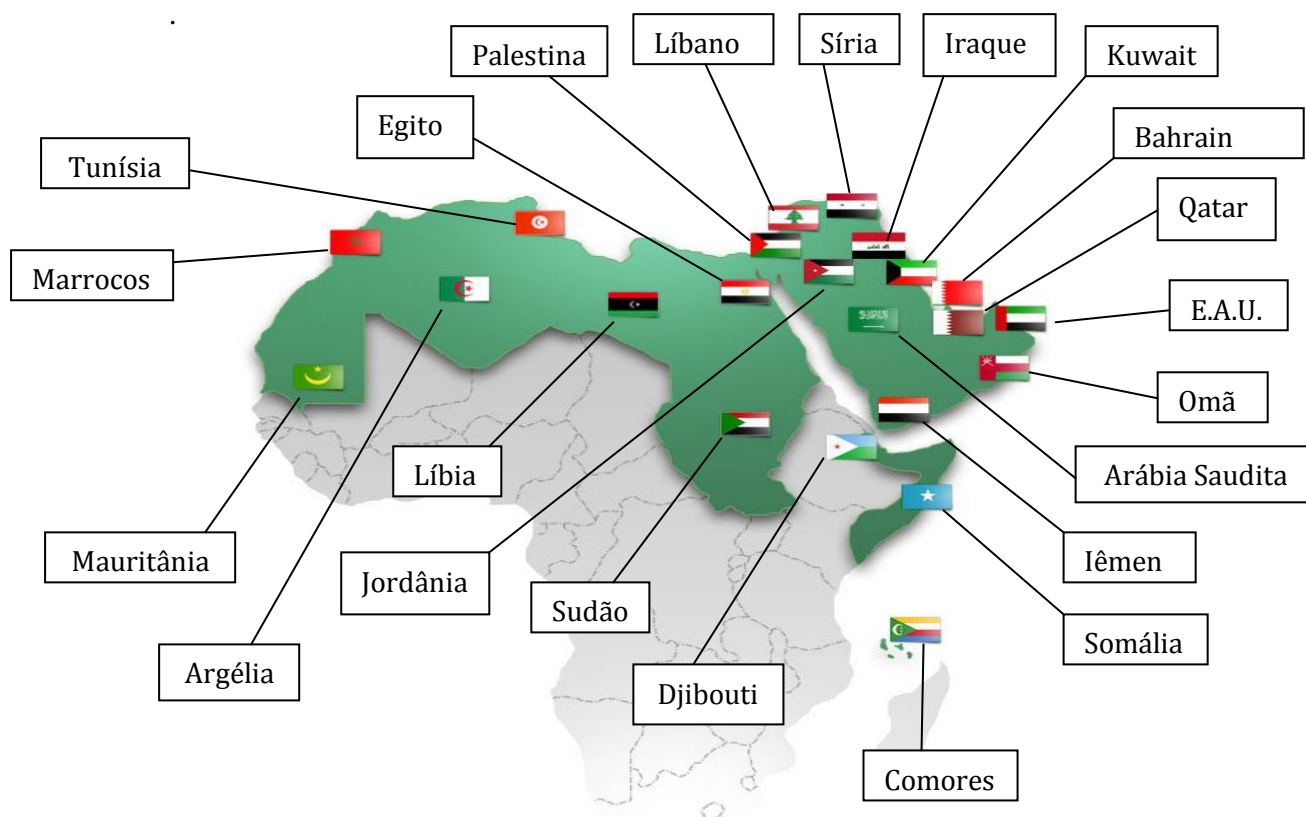 .
Líbano
Síria
Iraque
Palestina
Kuwait
Egito
Bahrain
Tunísia
Qatar
Marrocos
E.A.U.
Omã
Líbia
Arábia Saudita
Mauritânia
Jordânia
Iêmen
Sudão
Somália
Argélia
Djibouti
Comores